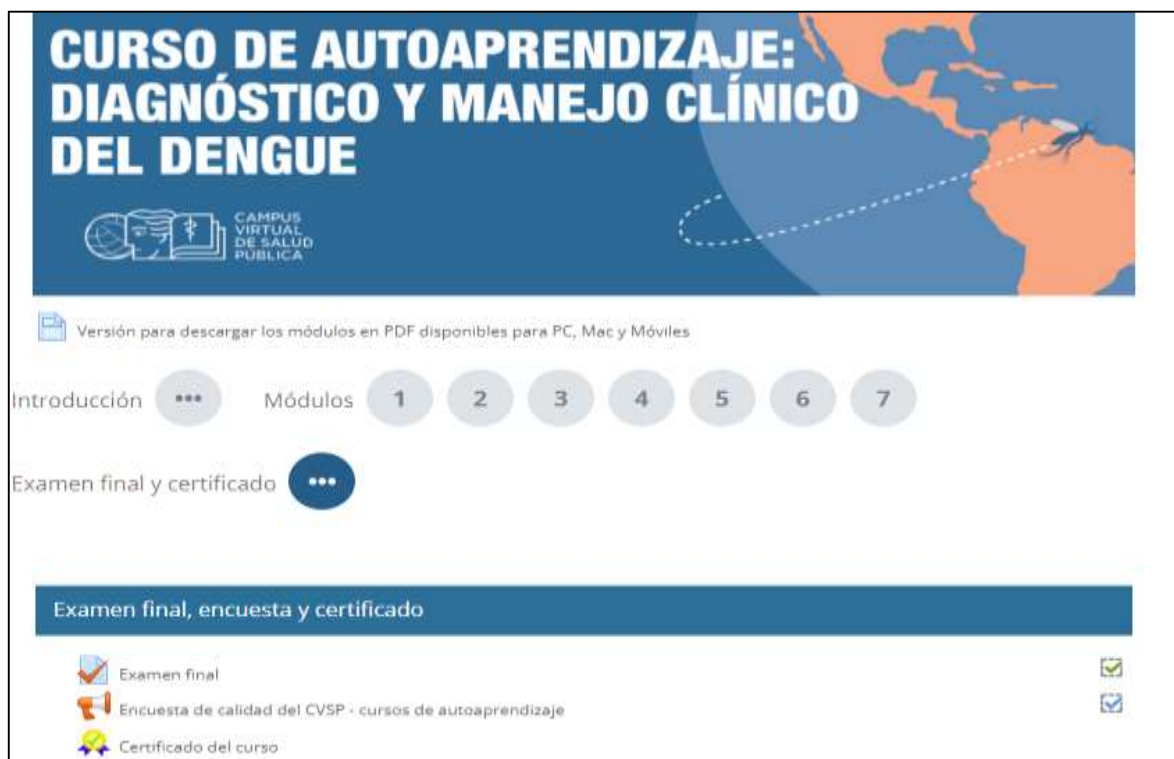 CURSO DE AUTOAPRENDIZAJE:
DIAGNÓSTICO Y MANEJO CLÍNICO
DEL DENGUE
CAMPUS
VIRTUAL
DE SALUD
PÚBLICA
Versión para descargar los módulos en PDF disponibles para PC, Mac y Móviles
Introducción ••• Módulos 1 2 3 4 5 6 7
Examen final y certificado •••
Examen final, encuesta y certificado
Examen final
Encuesta de calidad del CVSP - cursos de autoaprendizaje
Certificado del curso